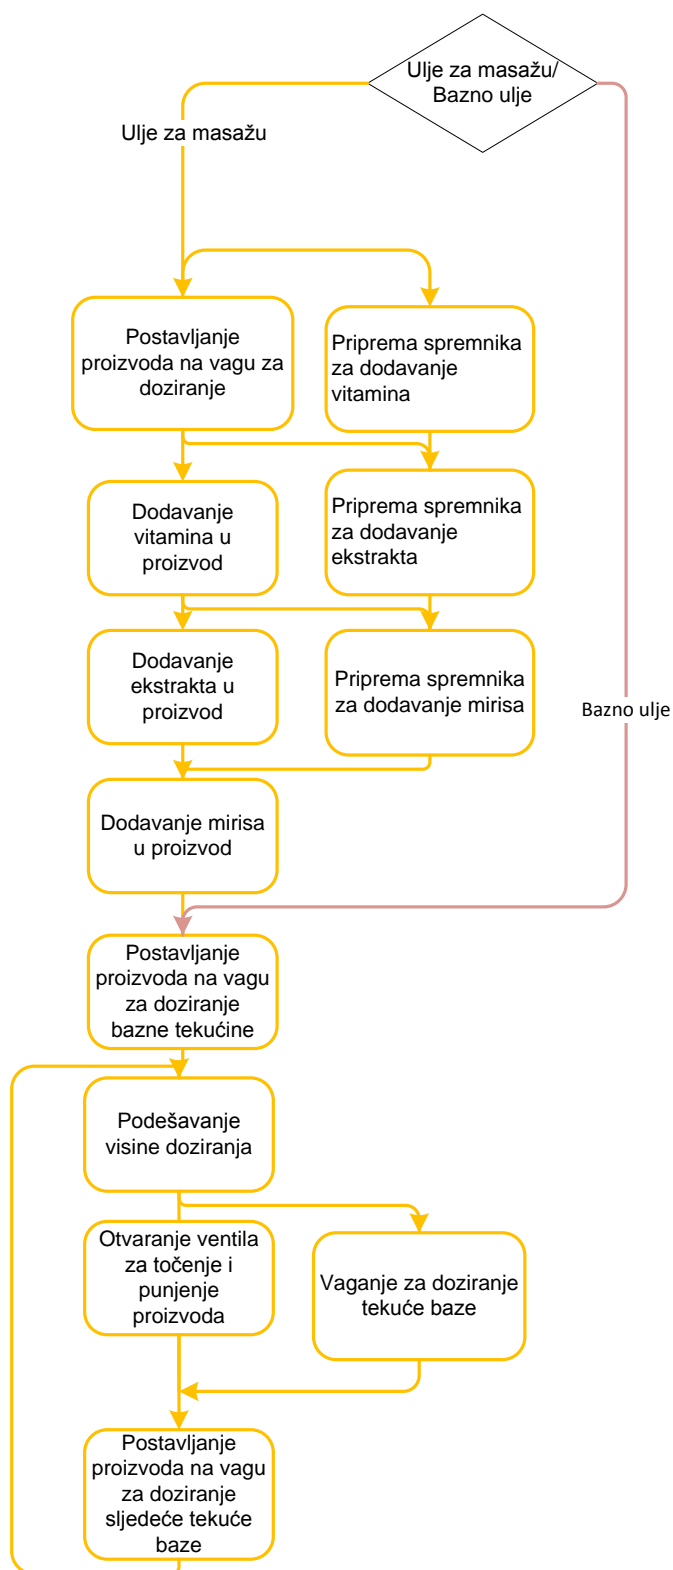 Ulje za masažu/
Bazno ulje
Ulje za masažu
Postavljanje
proizvoda na vagu za
doziranje
Priprema spremnika
za dodavanje
vitamina
Dodavanje
vitamina u
proizvod
Priprema spremnika
za dodavanje
ekstrakta
Dodavanje
ekstrakta u
proizvod
Priprema spremnika
za dodavanje mirisa
Bazno ulje
Dodavanje mirisa
u proizvod
Postavljanje
proizvoda na vagu
za doziranje
bazne tekućine
Podešavanje
visine doziranja
Otvaranje ventila
za točenje i
punjenje
proizvoda
Vaganje za doziranje
tekuće baze
Postavljanje
proizvoda na vagu
za doziranje
sljedeće tekuće
baze